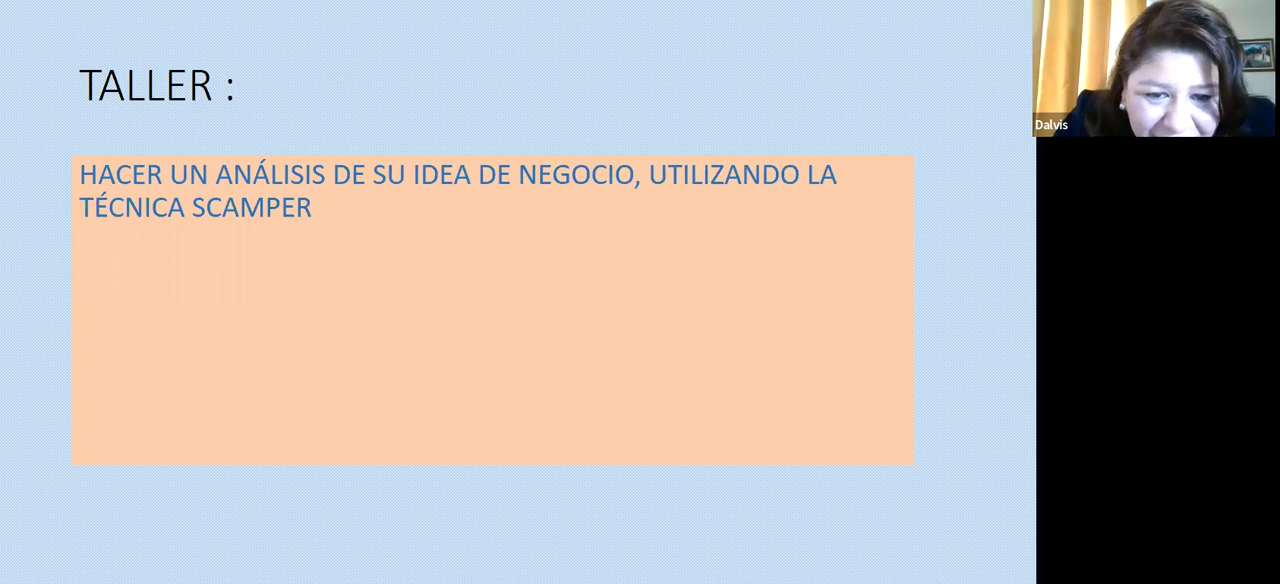 TALLER :
HACER UN ANÁLISIS DE SU IDEA DE NEGOCIO, UTILIZANDO LA
TÉCNICA SCAMPER
Dalvis